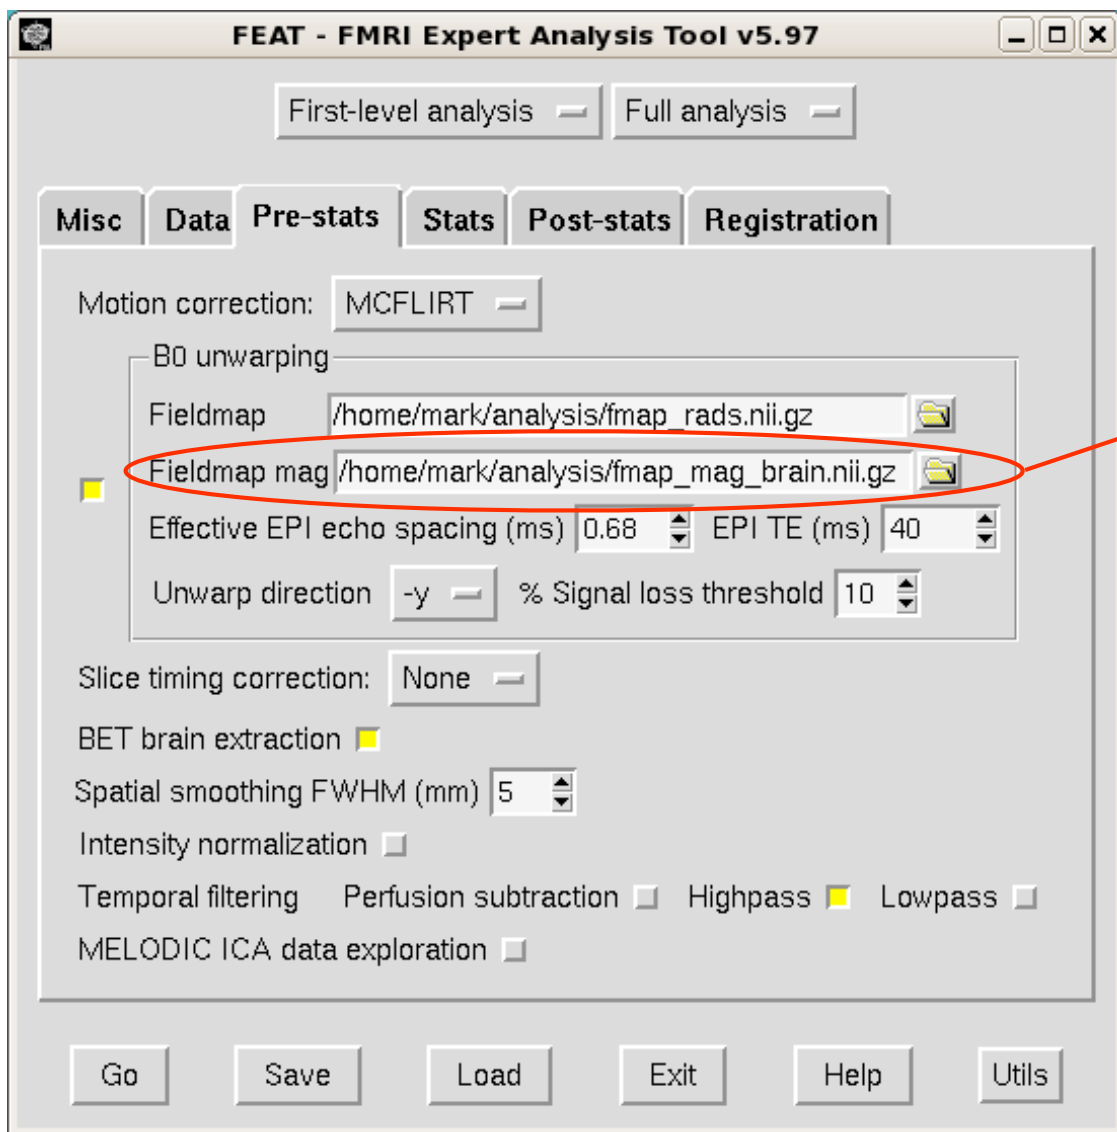 FEAT - FMRI Expert Analysis Tool v5.97
First-level analysis Full analysis
Misc Data Pre-stats Stats Post-stats Registration
Motion correction: MCFLIRT
B0 unwarping
Fieldmap /home/mark/analysis/fmap_rads.nii.gz
Fieldmap mag /home/mark/analysis/fmap_mag_brain.nii.gz
Effective EPI echo spacing (ms) 0.68 EPI TE (ms) 40
Unwarp direction -y % Signal loss threshold 10
Slice timing correction: None
BET brain extraction
Spatial smoothing FWHM (mm) 5
Intensity normalization
Temporal filtering Perfusion subtraction Highpass Lowpass
MELODIC ICA data exploration
Go Save Load Exit Help Utils